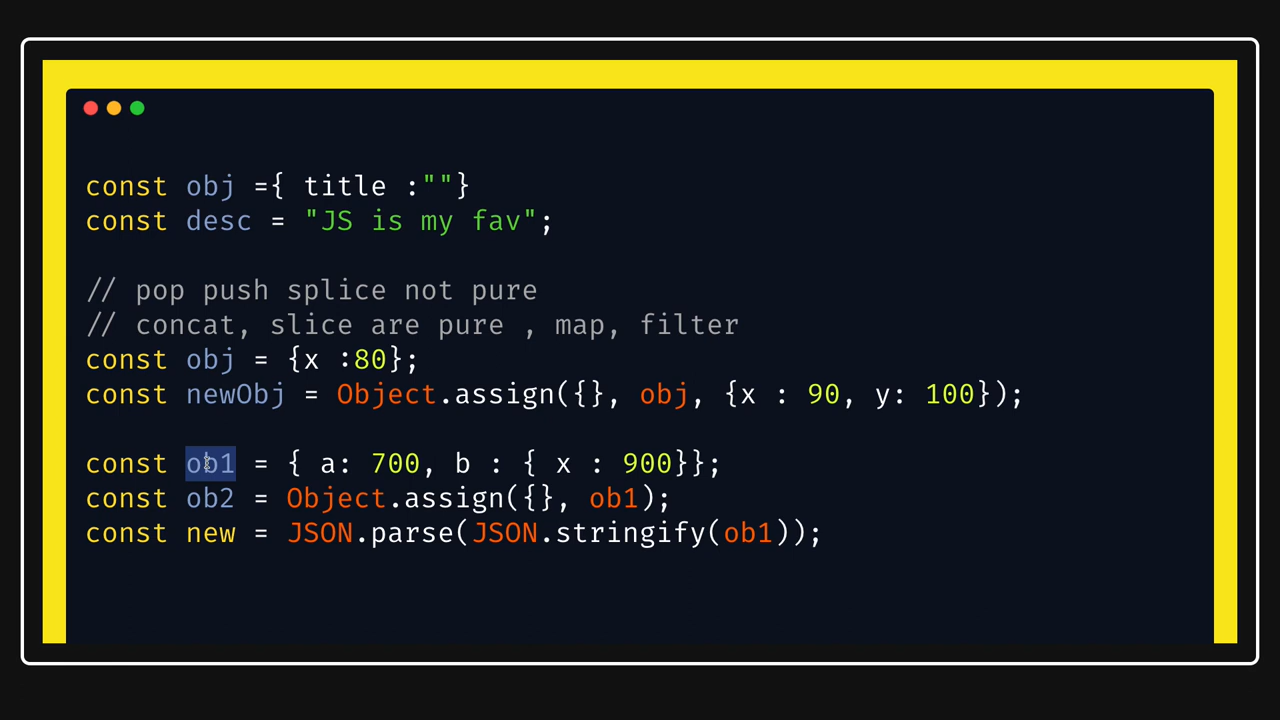 const obj ={ title :""}
const desc = "JS is my fav";
// pop push splice not pure
// concat, slice are pure , map, filter
const obj = {x :80};
const newObj = Object.assign({}, obj, {x : 90, y: 100});
const ob1 = { a: 700, b : { x : 900}};
const ob2 = Object.assign({}, ob1);
const new = JSON.parse(JSON.stringify(ob1));